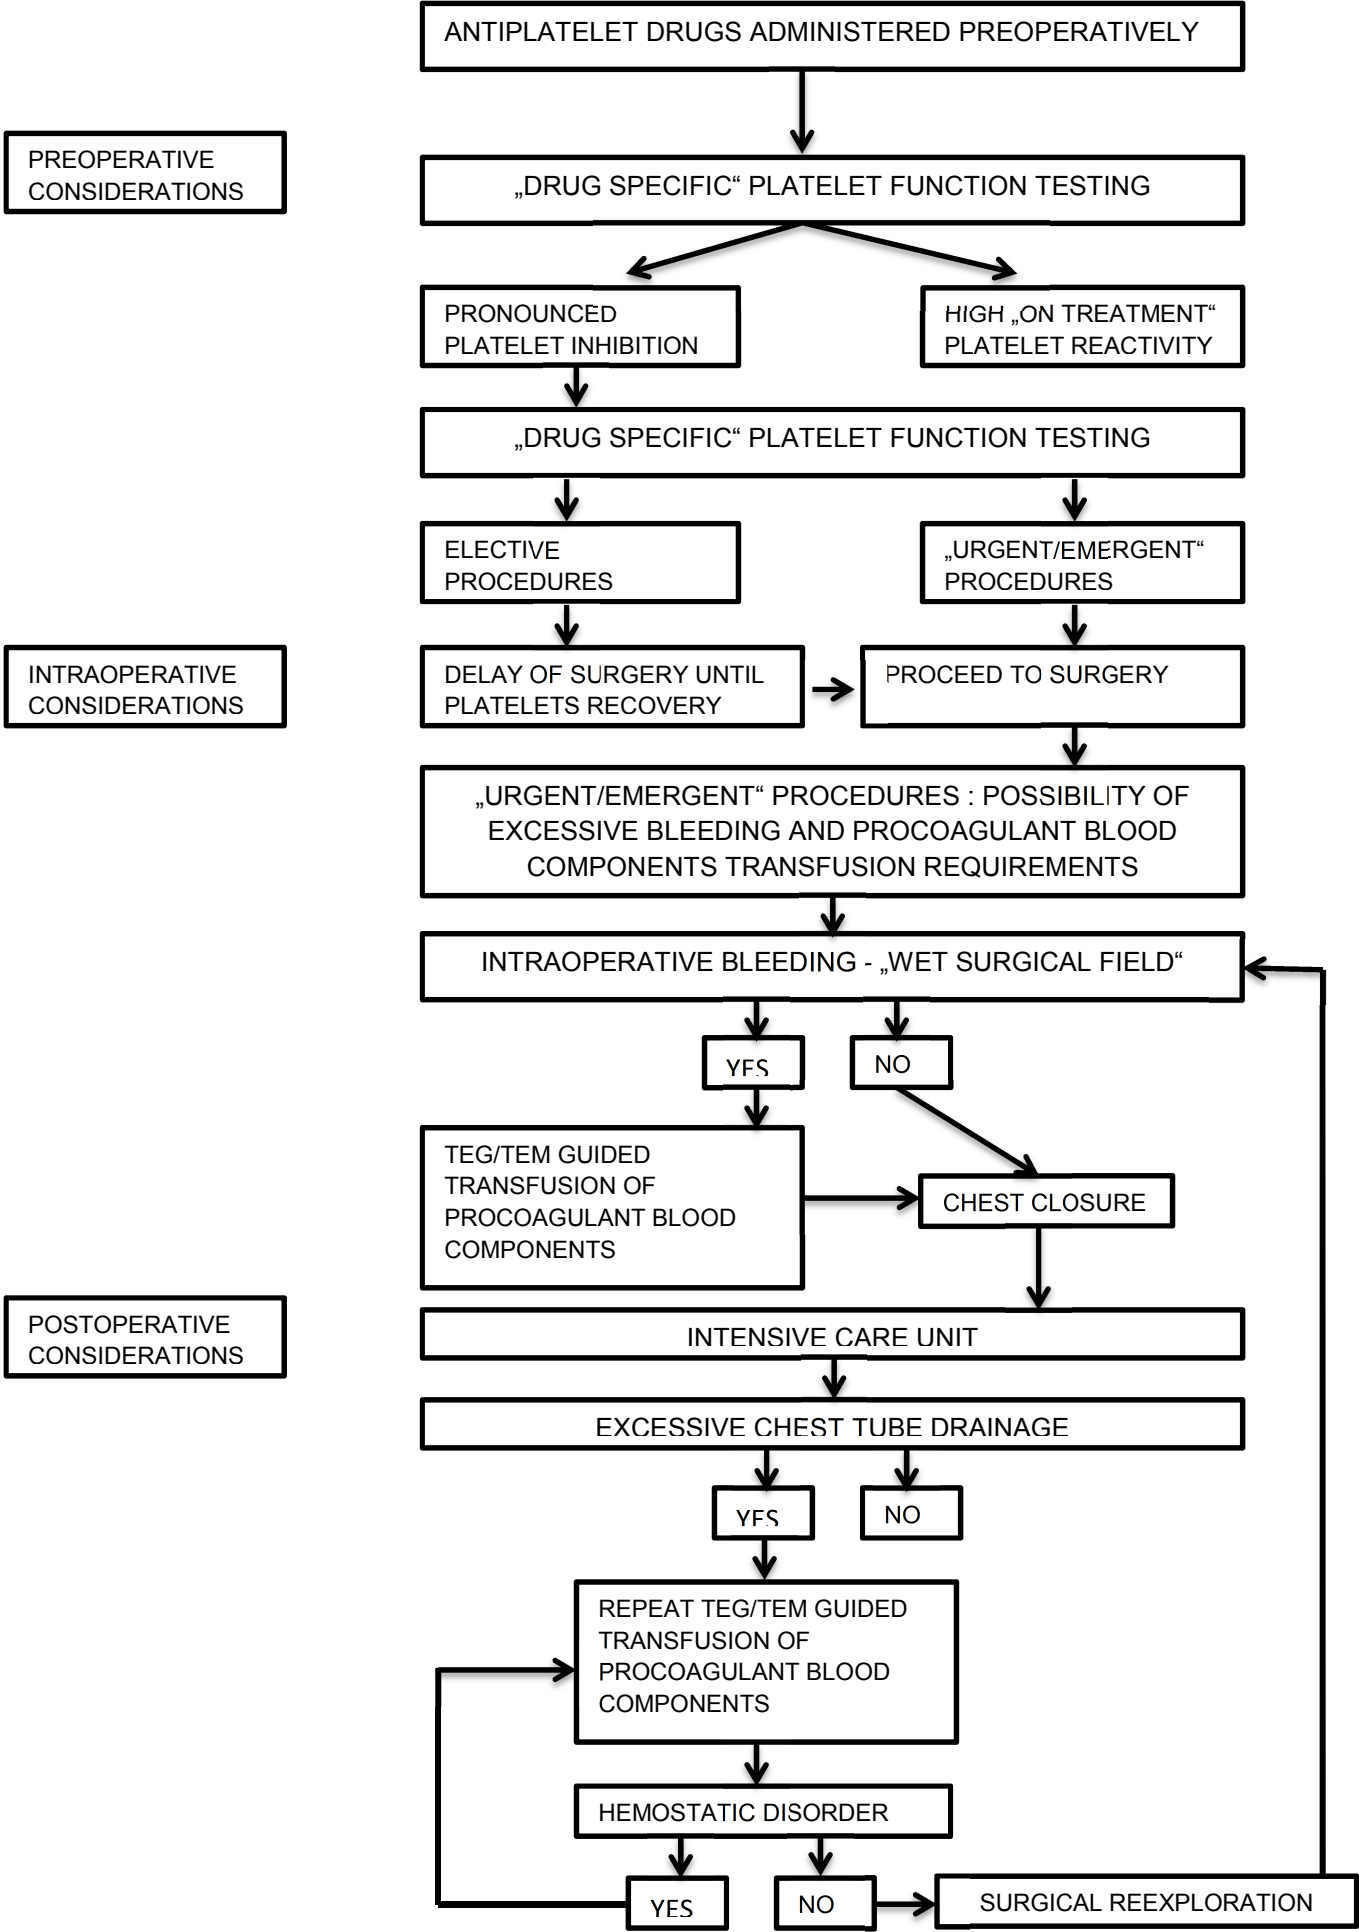 ANTIPLATELET DRUGS ADMINISTERED PREOPERATIVELY
PREOPERATIVE
CONSIDERATIONS
„DRUG SPECIFIC“ PLATELET FUNCTION TESTING
PRONOUNCED
PLATELET INHIBITION
HIGH „ON TREATMENT“
PLATELET REACTIVITY
„DRUG SPECIFIC“ PLATELET FUNCTION TESTING
ELECTIVE
PROCEDURES
„URGENT/EMERGENT“
PROCEDURES
INTRAOPERATIVE
CONSIDERATIONS
DELAY OF SURGERY UNTIL
PLATELETS RECOVERY
PROCEED TO SURGERY
„URGENT/EMERGENT“ PROCEDURES : POSSIBILITY OF
EXCESSIVE BLEEDING AND PROCOAGULANT BLOOD
COMPONENTS TRANSFUSION REQUIREMENTS
INTRAOPERATIVE BLEEDING - „WET SURGICAL FIELD“
YES
NO
TEG/TEM GUIDED
TRANSFUSION OF
PROCOAGULANT BLOOD
COMPONENTS
CHEST CLOSURE
POSTOPERATIVE
CONSIDERATIONS
INTENSIVE CARE UNIT
EXCESSIVE CHEST TUBE DRAINAGE
YES
NO
REPEAT TEG/TEM GUIDED
TRANSFUSION OF
PROCOAGULANT BLOOD
COMPONENTS
HEMOSTATIC DISORDER
YES
NO
SURGICAL REEXPLORATION